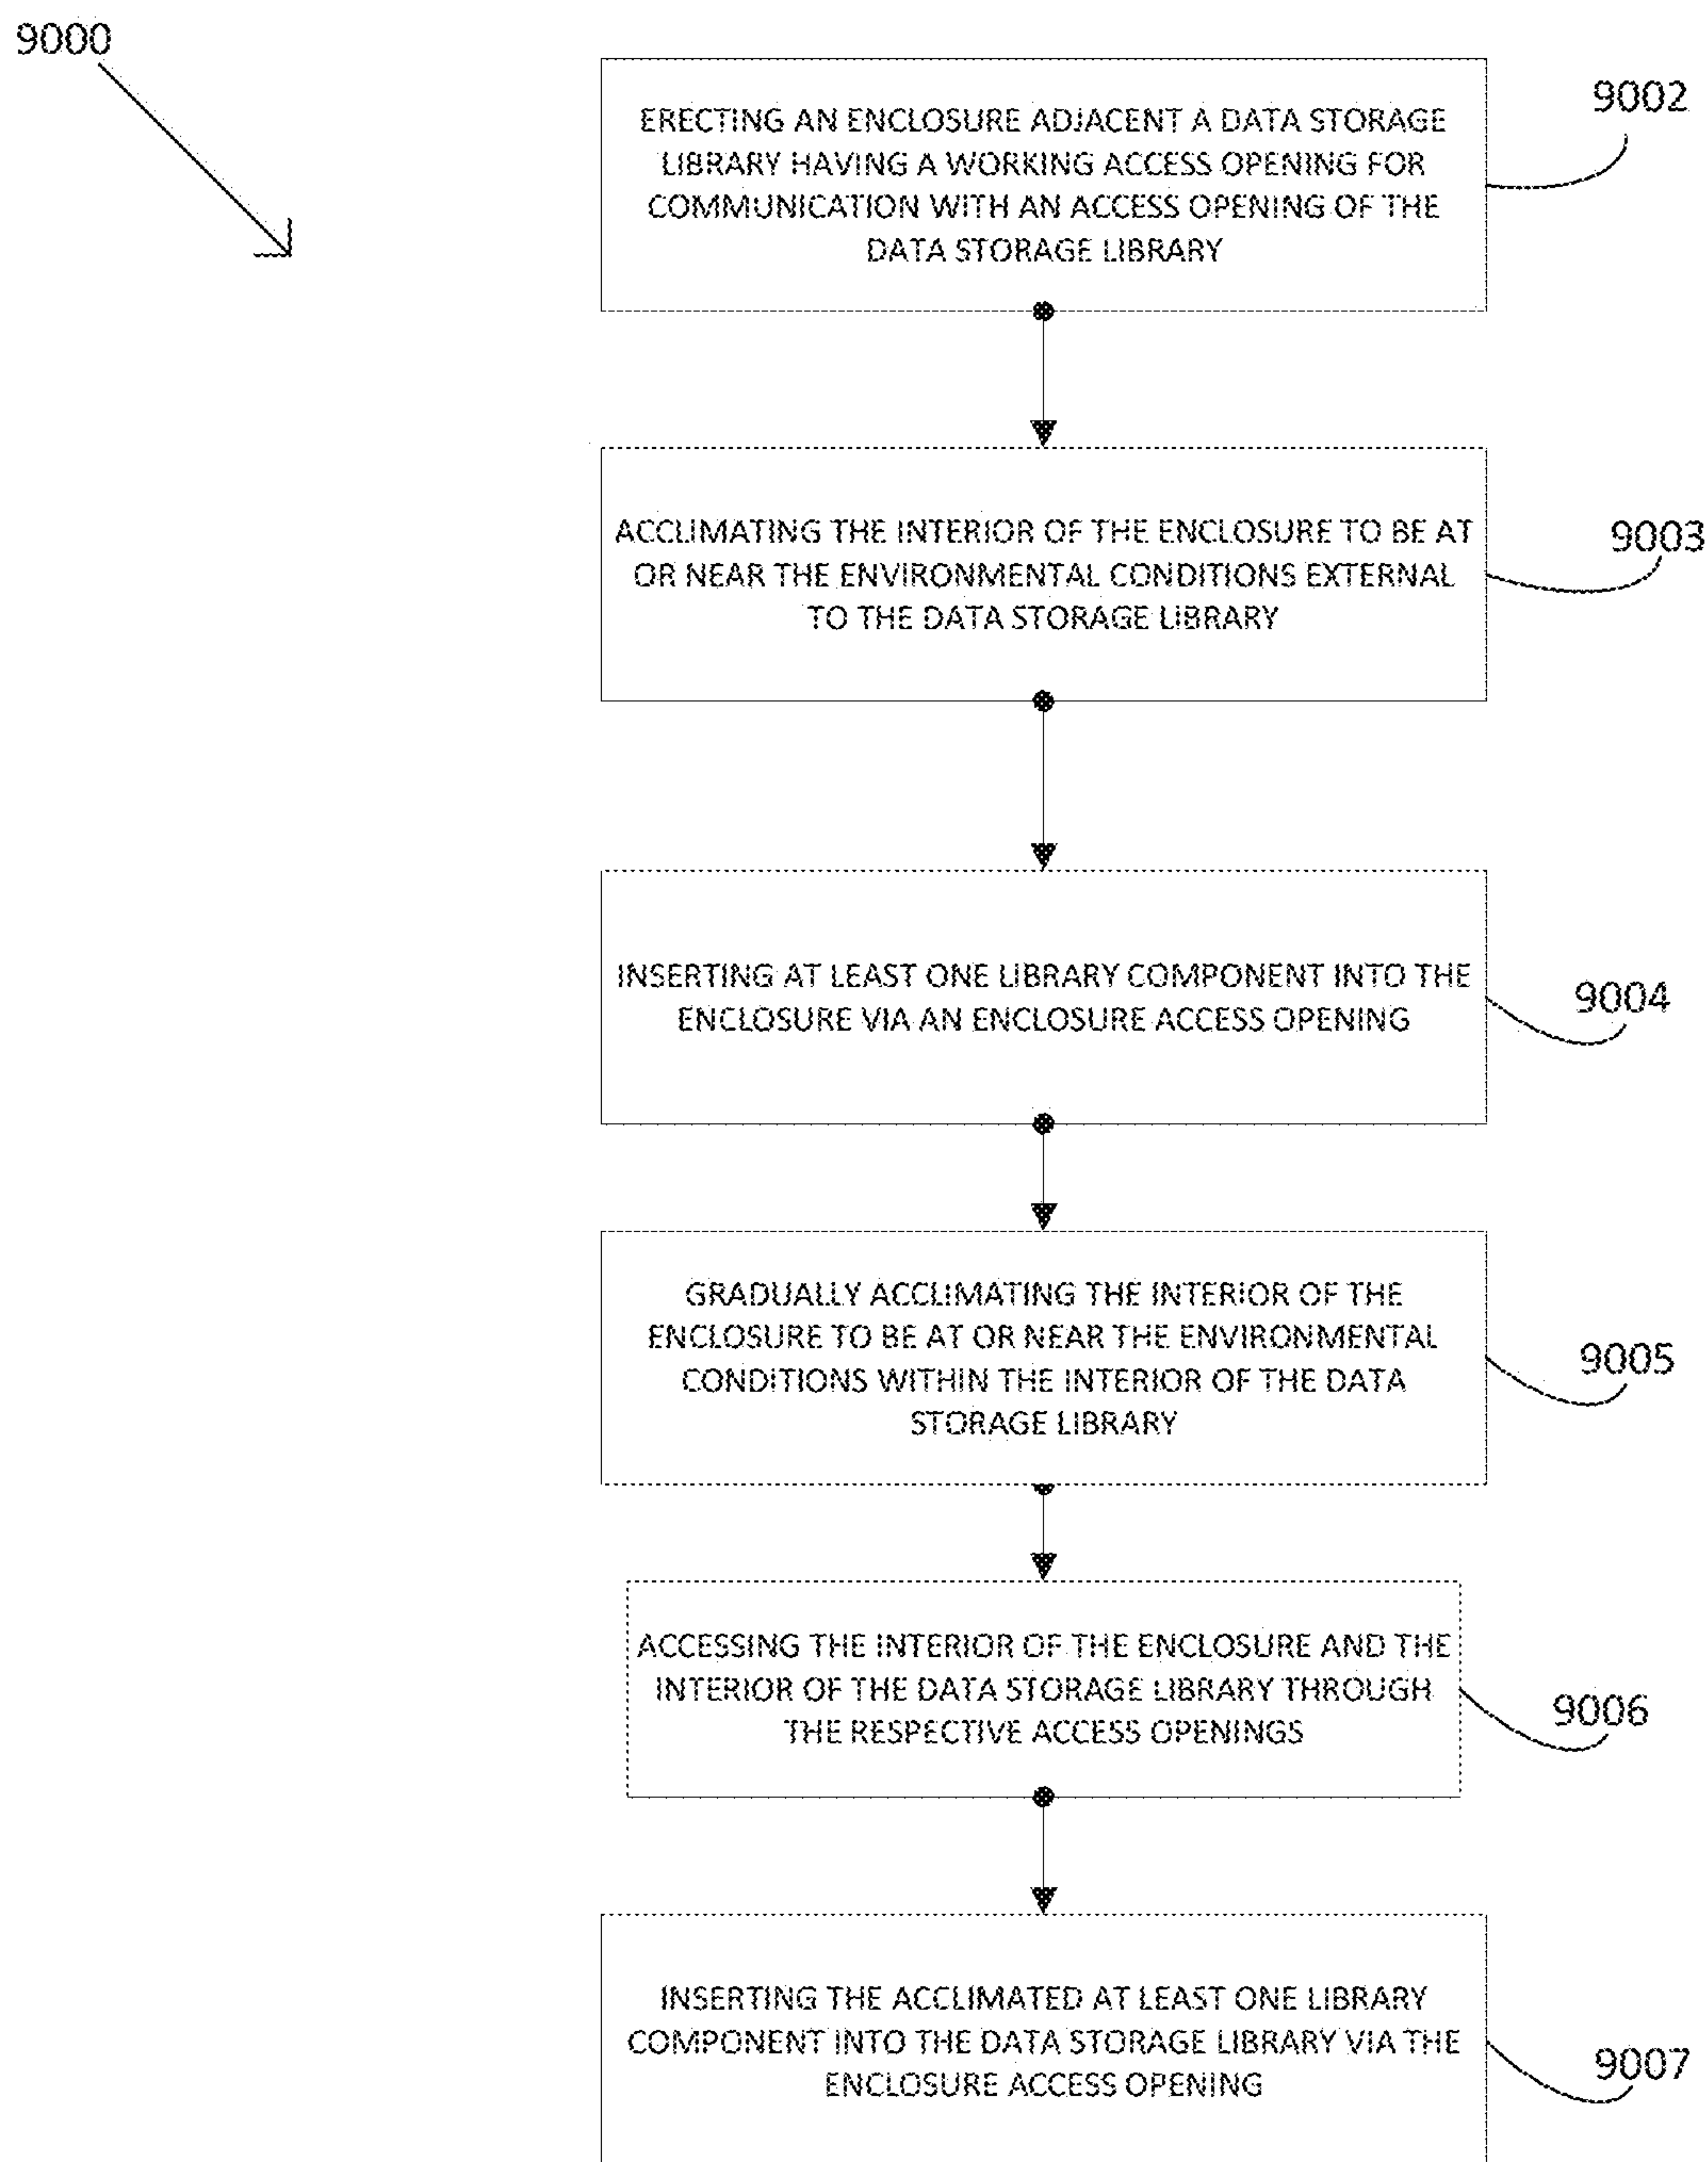 9000
ERECTING AN ENCLOSURE ADJACENT A DATA STORAGE
LIBRARY HAVING A WORKING ACCESS OPENING FOR
COMMUNICATION WITH AN ACCESS OPENING OF THE
DATA STORAGE LIBRARY
9002
ACCLIMATING THE INTERIOR OF THE ENCLOSURE TO BE AT
OR NEAR THE ENVIRONMENTAL CONDITIONS EXTERNAL
TO THE DATA STORAGE LIBRARY
9003
INSERTING AT LEAST ONE LIBRARY COMPONENT INTO THE
ENCLOSURE VIA AN ENCLOSURE ACCESS OPENING
9004
GRADUALLY ACCLIMATING THE INTERIOR OF THE
ENCLOSURE TO BE AT OR NEAR THE ENVIRONMENTAL
CONDITIONS WITHIN THE INTERIOR OF THE DATA
STORAGE LIBRARY
9005
ACCESSING THE INTERIOR OF THE ENCLOSURE AND THE
INTERIOR OF THE DATA STORAGE LIBRARY THROUGH
THE RESPECTIVE ACCESS OPENINGS
9006
INSERTING THE ACCLIMATED AT LEAST ONE LIBRARY
COMPONENT INTO THE DATA STORAGE LIBRARY VIA THE
ENCLOSURE ACCESS OPENING
9007